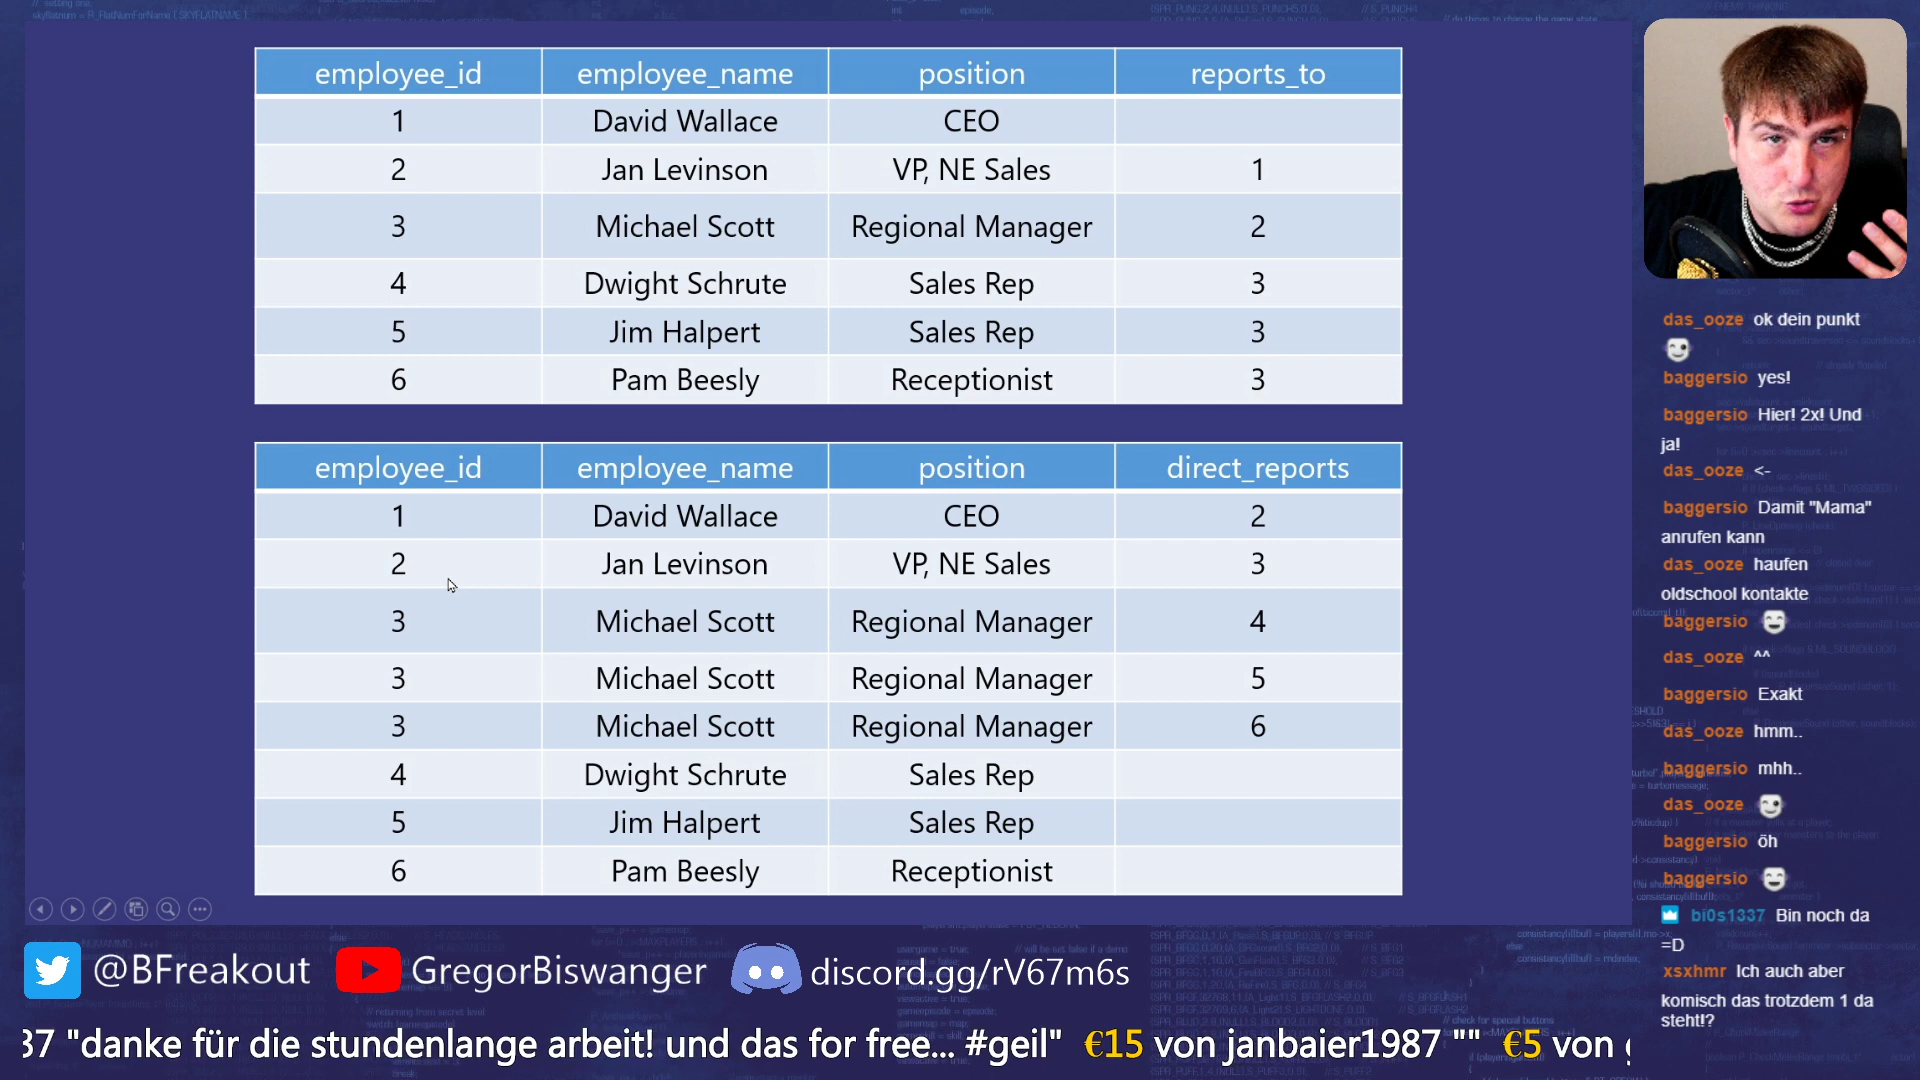 employee_id employee_name position reports_to
1 David Wallace CEO
2 Jan Levinson VP, NE Sales 1
3 Michael Scott Regional Manager 2
4 Dwight Schrute Sales Rep 3
5 Jim Halpert Sales Rep 3
6 Pam Beesly Receptionist 3
employee_id employee_name position direct_reports
1 David Wallace CEO 2
2 Jan Levinson VP, NE Sales 3
3 Michael Scott Regional Manager 4
3 Michael Scott Regional Manager 5
3 Michael Scott Regional Manager 6
4 Dwight Schrute Sales Rep
5 Jim Halpert Sales Rep
6 Pam Beesly Receptionist
das_ooze ok dein punkt
baggersio yes!
baggersio Hier! 2x! Und
ja!
das_ooze <-
baggersio Damit "Mama"
anrufen kann
das_ooze haufen
oldschool kontakte
baggersio
das_ooze ^^
baggersio Exakt
das_ooze hmm..
baggersio mhh..
das_ooze
baggersio öh
baggersio
bi0s1337 Bin noch da
=D
xsxhmr Ich auch aber
komisch das trotzdem 1 da
steht!?
@BFreakout GregorBiswanger discord.gg/rV67m6s
37 "danke für die stundenlange arbeit! und das for free... #geil" €15 von janbaier1987 "" €5 von